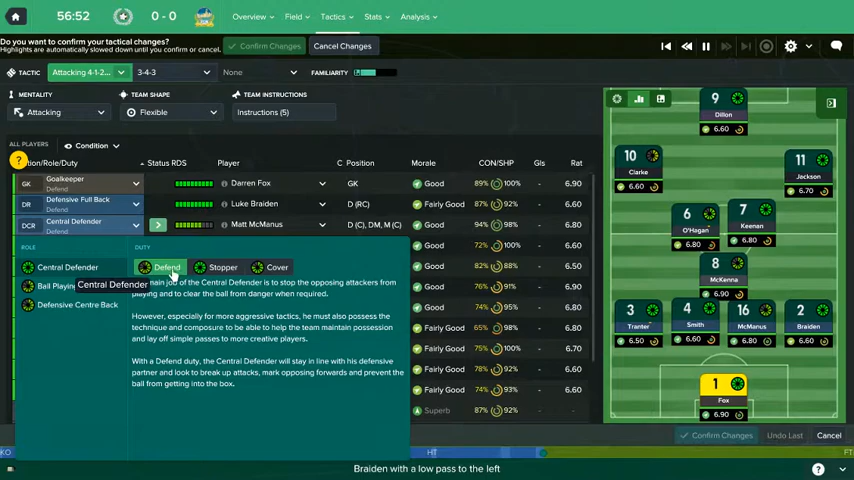 56:52
0 - 0
Overview
Field
Tactics
Stats
Analysis
Do you want to confirm your tactical changes?
Highlights are automatically slowed down until you confirm or cancel.
Confirm Changes
Cancel Changes
TACTIC
Attacking 4-1-2...
3-4-3
None
FAMILIARITY
MENTALITY
TEAM SHAPE
TEAM INSTRUCTIONS
Attacking
Flexible
Instructions (5)
ALL PLAYERS
Condition
?
tion/Role/Duty
Status RDS
Player
C Position
Morale
CON/SHP
Gls
Rat
GK
Goalkeeper
Defend
Darren Fox
GK
Good
89%
100%
-
6.90
DR
Defensive Full Back
Defend
Luke Braiden
D (RC)
Fairly Good
87%
92%
-
6.60
DCR
Central Defender
Defend
Matt McManus
D (C), DM, M (C)
Good
94%
98%
-
6.80
ROLE
DUTY
Central Defender
Ball Playing
Central Defender
Defensive Centre Back
Defend
Stopper
Cover
main job of the Central Defender is to stop the opposing attackers from
playing and to clear the ball from danger when required.
However, especially for more aggressive tactics, he must also possess the
technique and composure to be able to help the team maintain possession
and lay off simple passes to more creative players.
With a Defend duty, the Central Defender will stay in line with his defensive
partner and look to break up attacks, mark opposing forwards and prevent the
ball from getting into the box.
Good
72%
100%
-
6.60
Good
82%
88%
-
6.50
Good
76%
91%
-
6.90
Good
74%
95%
-
6.80
Fairly Good
65%
98%
-
6.80
Fairly Good
75%
100%
-
6.70
Fairly Good
88%
92%
-
6.60
Fairly Good
74%
93%
-
6.60
Superb
87%
92%
-
9
Dillon
6.60
10
Clarke
6.60
11
Jackson
6.70
6
O'Hagan
6.80
7
Keenan
6.80
8
McKenna
6.90
3
Tranter
6.50
4
Smith
6.60
16
McManus
6.80
2
Braiden
6.60
1
Fox
6.90
Confirm Changes
Undo Last
Cancel
KO
HT
FT
Braiden with a low pass to the left
?